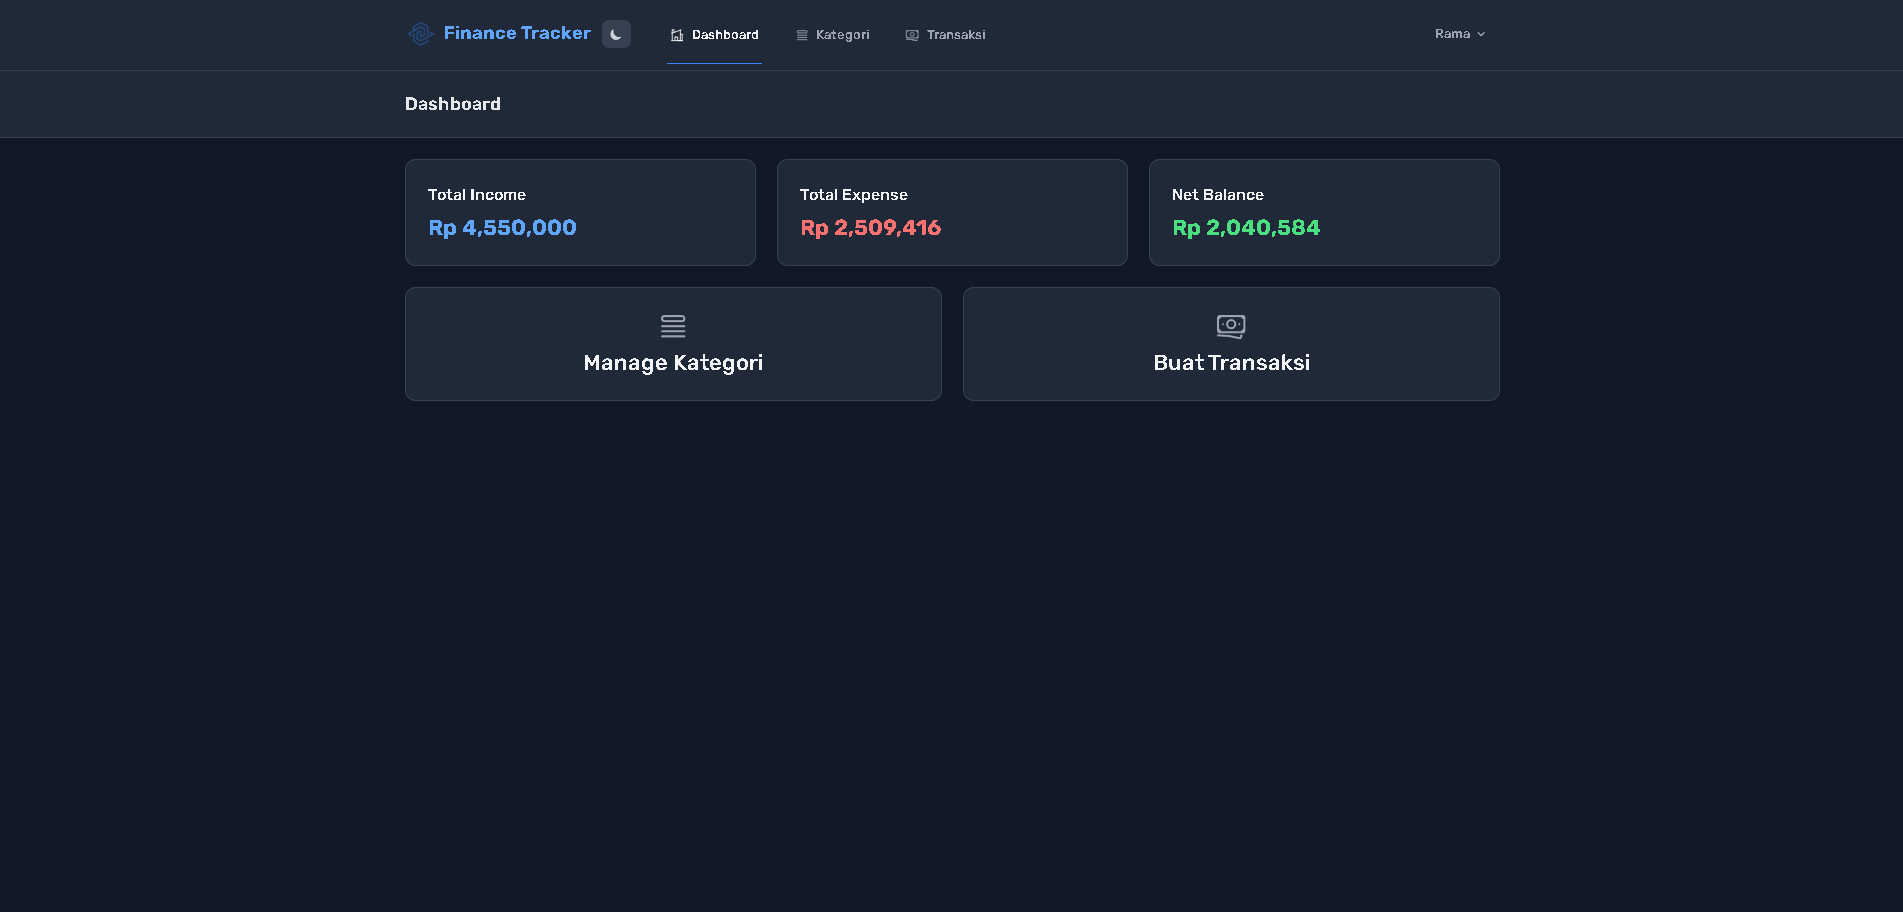 Finance Tracker
Dashboard
Kategori
Transaksi
Rama
Dashboard
Total Income
Rp 4,550,000
Total Expense
Rp 2,509,416
Net Balance
Rp 2,040,584
Manage Kategori
Buat Transaksi